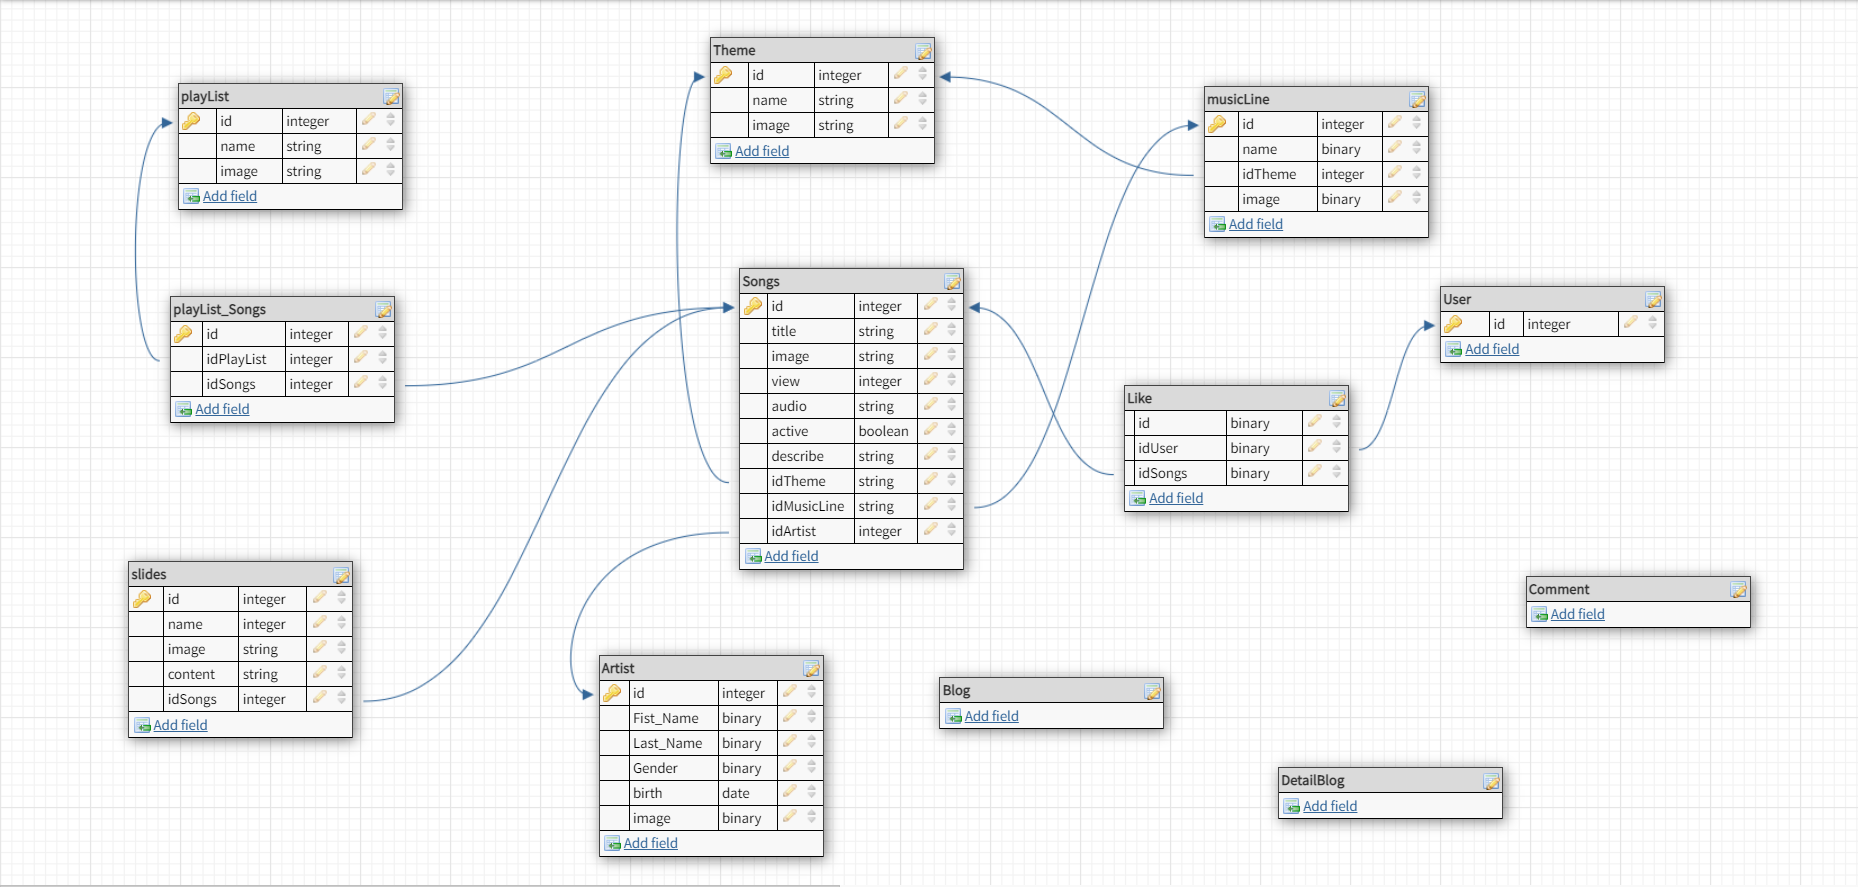 playList
id integer
name string
image string
Add field
playList_Songs
id integer
idPlayList integer
idSongs integer
Add field
slides
id integer
name integer
image string
content string
idSongs integer
Add field
Theme
id integer
name string
image string
Add field
Songs
id integer
title string
image string
view integer
audio string
active boolean
describe string
idTheme string
idMusicLine string
idArtist integer
Add field
Artist
id integer
Fist_Name binary
Last_Name binary
Gender binary
birth date
image binary
Add field
musicLine
id integer
name binary
idTheme integer
image binary
Add field
User
id integer
Add field
Like
id binary
idUser binary
idSongs binary
Add field
Comment
Add field
Blog
Add field
DetailBlog
Add field